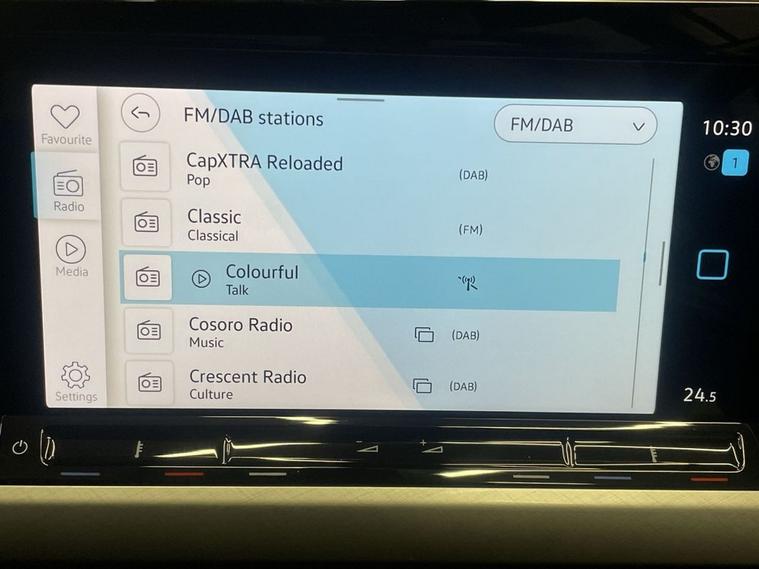 FM/DAB stations
FM/DAB
10:30
1
Favourite
CapXTRA Reloaded
Pop
(DAB)
Radio
Classic
Classical
(FM)
Media
Colourful
Talk
Cosoro Radio
Music
(DAB)
Settings
Crescent Radio
Culture
(DAB)
24.5